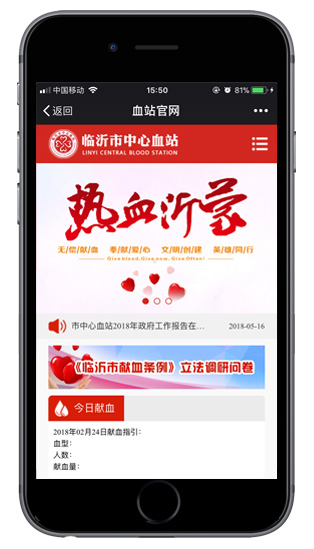 中国移动 15:50 81%
返回 血站官网
临沂市中心血站
LINYI CENTRAL BLOOD STATION
热血沂蒙
无偿献血 奉献爱心 文明创建 英雄同行
Give blood, Give now, Give Often!
市中心血站2018年政府工作报告在... 2018-05-16
《临沂市献血条例》立法调研问卷
今日献血
2018年02月24日献血指引:
血型:
人数:
献血量: